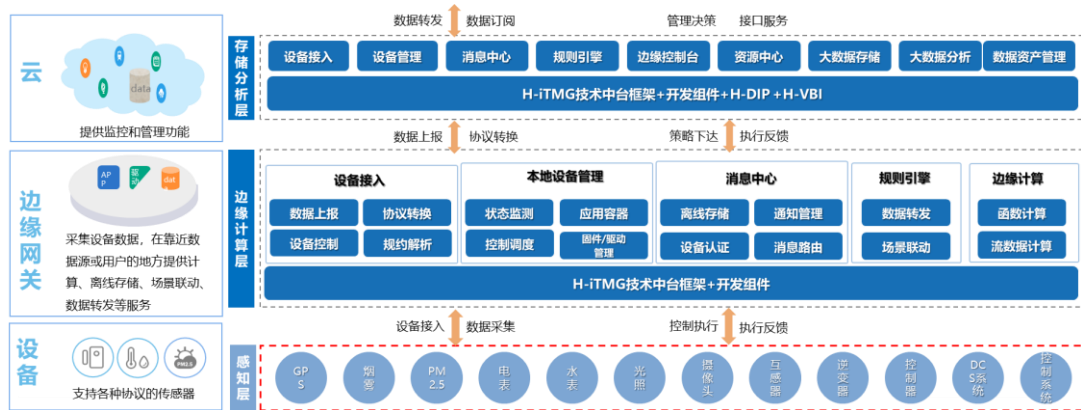 数据转发 数据订阅 管理决策 接口服务
云
data
提供监控和管理功能
存储分析层
设备接入 设备管理 消息中心 规则引擎 边缘控制台 资源中心 大数据存储 大数据分析 数据资产管理
H-iTMG技术中台框架+开发组件+H-DIP +H-VBI
数据上报 协议转换 策略下达 执行反馈
边缘网关
AP
P
驱
动
dat
采集设备数据，在靠近数
据源或用户的地方提供计
算、离线存储、场景联动、
数据转发等服务
边缘计算层
设备接入 本地设备管理 消息中心 规则引擎 边缘计算
数据上报 协议转换 状态监测 应用容器 离线存储 通知管理 数据转发 函数计算
设备控制 规约解析 控制调度 固件/驱动
管理 设备认证 消息路由 场景联动 流数据计算
H-iTMG技术中台框架+开发组件
设备接入 数据采集 控制执行 执行反馈
设备
PM2.5
支持各种协议的传感器
感知层
GP
S
烟
雾
PM
2.5
电
表
水
表
光
照
摄
像
头
互
感
器
逆
变
器
控
制
器
DC
S系
统
控
制
系
统